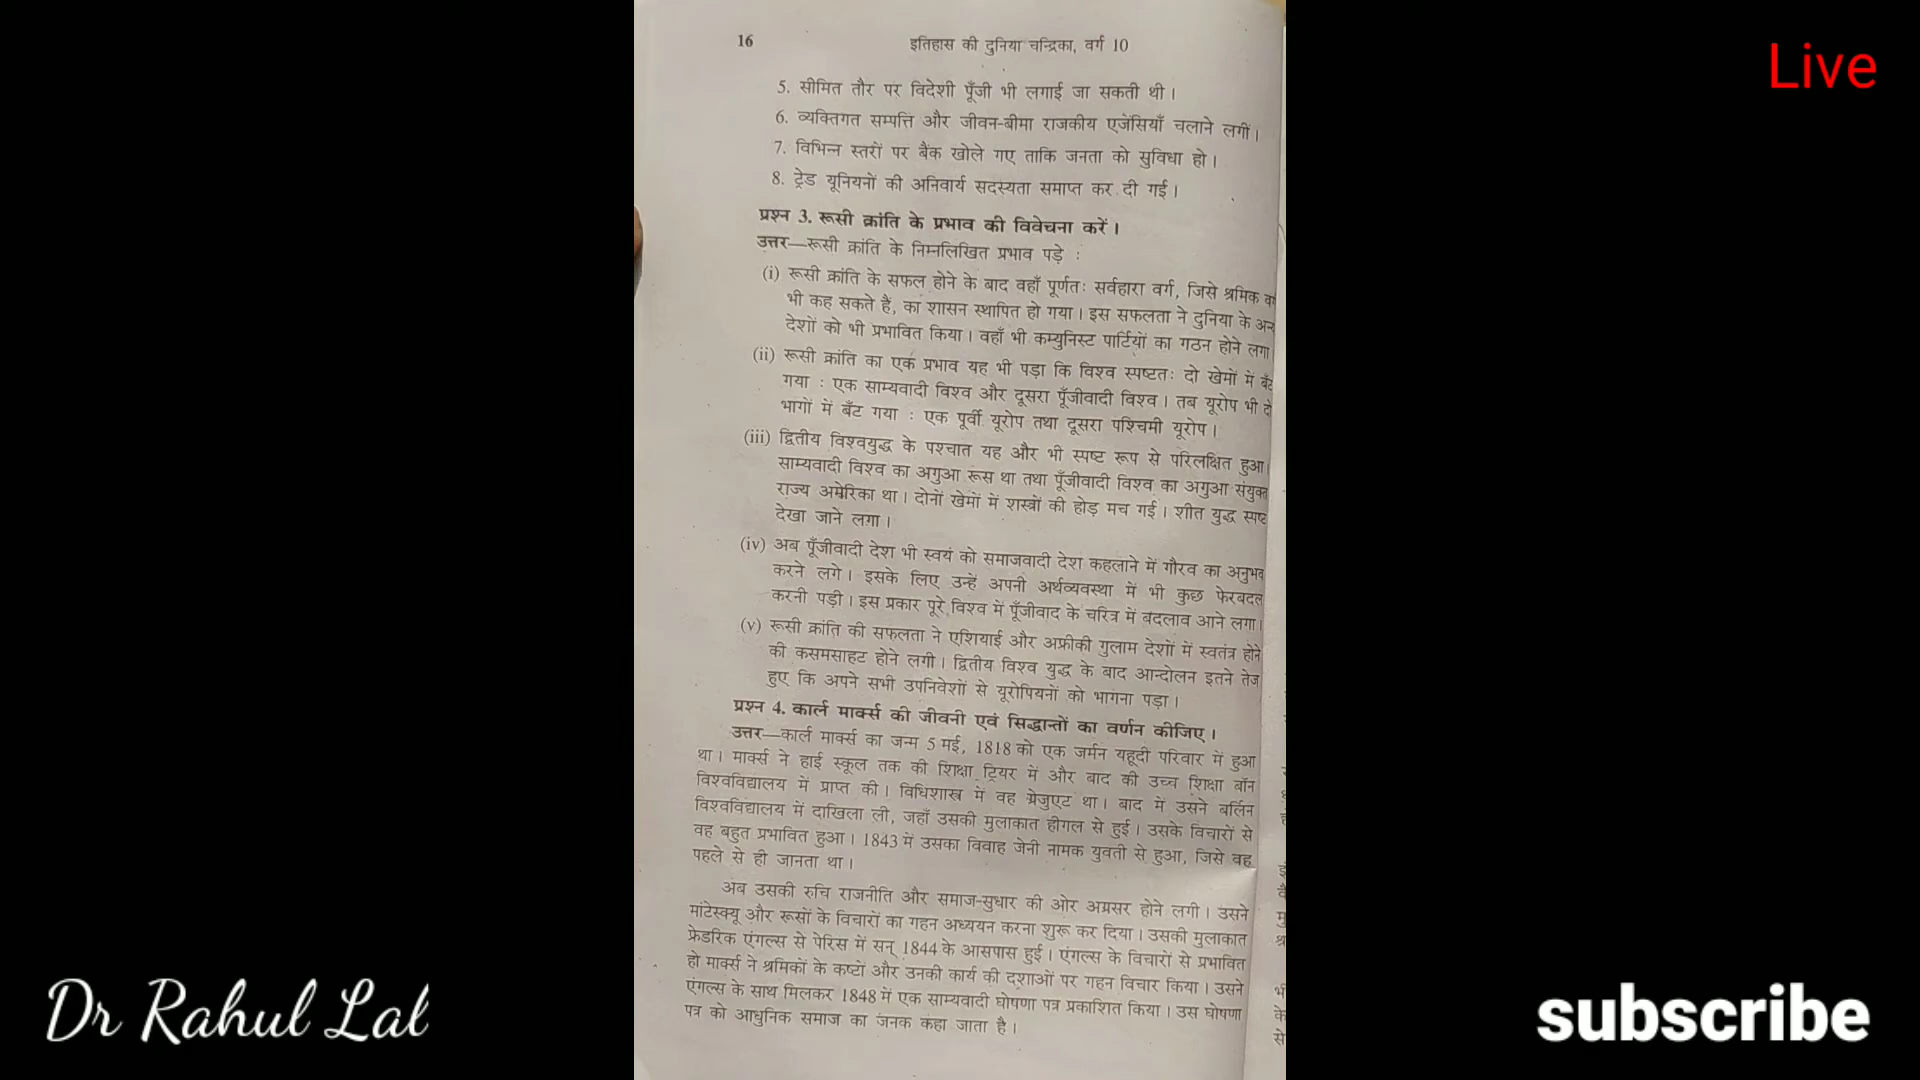 16
इतिहास की दुनिया चन्द्रिका, वर्ग 10
Live
5. सीमित तौर पर विदेशी पूँजी भी लगाई जा सकती थी ।
6. व्यक्तिगत सम्पत्ति और जीवन-बीमा राजकीय एजेंसियाँ चलाने लगीं ।
7. विभिन्न स्तरों पर बैंक खोले गए ताकि जनता को सुविधा हो ।
8. ट्रेड यूनियनों की अनिवार्य सदस्यता समाप्त कर दी गई ।
प्रश्न 3. रूसी क्रांति के प्रभाव की विवेचना करें ।
उत्तर—रूसी क्रांति के निम्नलिखित प्रभाव पड़े :
(i) रूसी क्रांति के सफल होने के बाद वहाँ पूर्णतः सर्वहारा वर्ग, जिसे श्रमिक
भी कह सकते हैं, का शासन स्थापित हो गया । इस सफलता ने दुनिया के
देशों को भी प्रभावित किया । वहाँ भी कम्युनिस्ट पार्टियों का गठन होने लगा
(ii) रूसी क्रांति का एक प्रभाव यह भी पड़ा कि विश्व स्पष्टतः दो खेमों में
गया : एक साम्यवादी विश्व और दूसरा पूँजीवादी विश्व । तब यूरोप भी दो
भागों में बँट गया : एक पूर्वी यूरोप तथा दूसरा पश्चिमी यूरोप ।
(iii) द्वितीय विश्वयुद्ध के पश्चात यह और भी स्पष्ट रूप से परिलक्षित हुआ।
साम्यवादी विश्व का अगुआ रूस था तथा पूँजीवादी विश्व का अगुआ संयुक्त
राज्य अमेरिका था । दोनों खेमों में शस्त्रों की होड़ मच गई । शीत युद्ध स्पष्ट
देखा जाने लगा ।
(iv) अब पूँजीवादी देश भी स्वयं को समाजवादी देश कहलाने में गौरव का अनुभव
करने लगे । इसके लिए उन्हें अपनी अर्थव्यवस्था में भी कुछ फेरबदल
करनी पड़ी । इस प्रकार पूरे विश्व में पूँजीवाद के चरित्र में बदलाव आने लगा।
(v) रूसी क्रांति की सफलता ने एशियाई और अफ्रीकी गुलाम देशों में स्वतंत्र होने
की कसमसाहट होने लगी । द्वितीय विश्व युद्ध के बाद आन्दोलन इतने तेज
हुए कि अपने सभी उपनिवेशों से यूरोपियनों को भागना पड़ा ।
प्रश्न 4. कार्ल मार्क्स की जीवनी एवं सिद्धान्तों का वर्णन कीजिए ।
उत्तर—कार्ल मार्क्स का जन्म 5 मई, 1818 को एक जर्मन यहूदी परिवार में हुआ
था । मार्क्स ने हाई स्कूल तक की शिक्षा ट्रियर में और बाद की उच्च शिक्षा बॉन
विश्वविद्यालय में प्राप्त की । विधिशास्त्र में वह ग्रेजुएट था । बाद में उसने बर्लिन
विश्वविद्यालय में दाखिला ली, जहाँ उसकी मुलाकात हीगल से हुई । उसके विचारों से
वह बहुत प्रभावित हुआ । 1843 में उसका विवाह जेनी नामक युवती से हुआ, जिसे वह
पहले से ही जानता था ।
अब उसकी रुचि राजनीति और समाज-सुधार की ओर अग्रसर होने लगी । उसने
मांटेस्क्यू और रूसों के विचारों का गहन अध्ययन करना शुरू कर दिया । उसकी मुलाकात
फ्रेडरिक एंगल्स से पेरिस में सन् 1844 के आसपास हुई । एंगल्स के विचारों से प्रभावित
हो मार्क्स ने श्रमिकों के कष्टों और उनकी कार्य की दशाओं पर गहन विचार किया । उसने
एंगल्स के साथ मिलकर 1848 में एक साम्यवादी घोषणा पत्र प्रकाशित किया । उस घोषणा
पत्र को आधुनिक समाज का जनक कहा जाता है ।
Dr Rahul Lal
subscribe